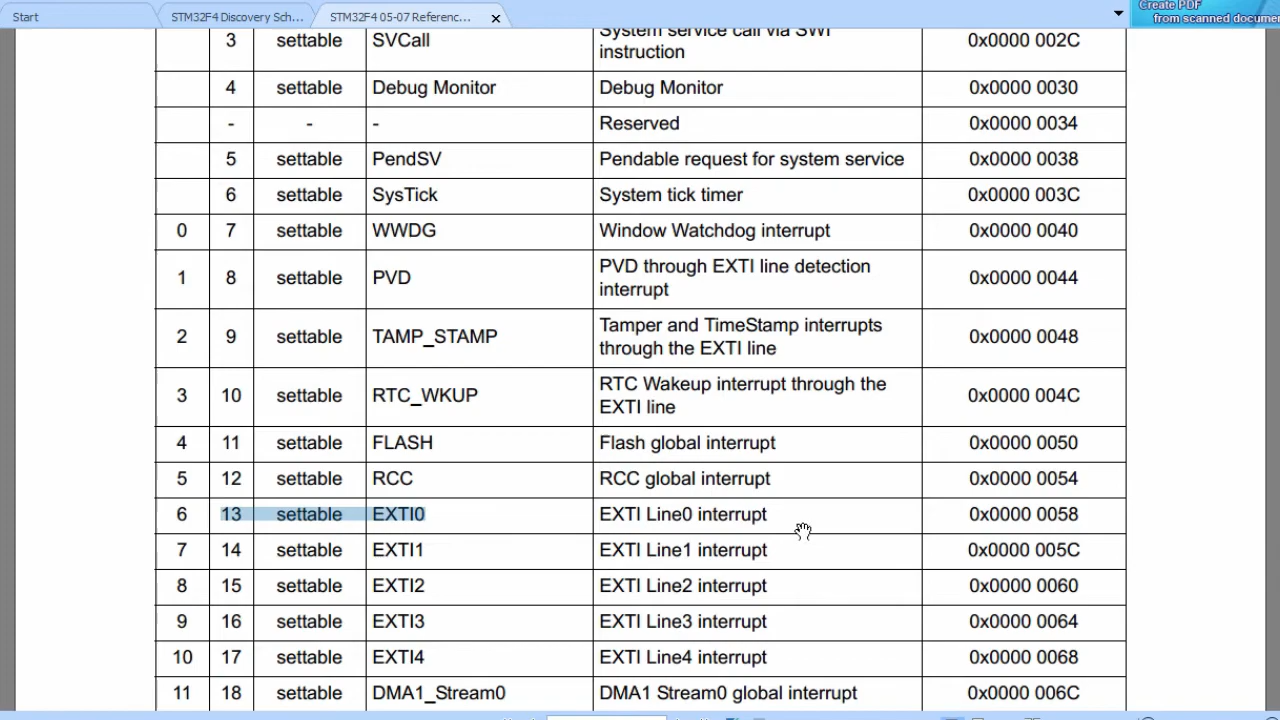 Start
STM32F4 Discovery Sch...
STM32F4 05-07 Referenc...
Create PDF
from scanned docume
3 settable SVCall System service call via SWI instruction 0x0000 002C
4 settable Debug Monitor Debug Monitor 0x0000 0030
- - - Reserved 0x0000 0034
5 settable PendSV Pendable request for system service 0x0000 0038
6 settable SysTick System tick timer 0x0000 003C
0 7 settable WWDG Window Watchdog interrupt 0x0000 0040
1 8 settable PVD PVD through EXTI line detection interrupt 0x0000 0044
2 9 settable TAMP_STAMP Tamper and TimeStamp interrupts through the EXTI line 0x0000 0048
3 10 settable RTC_WKUP RTC Wakeup interrupt through the EXTI line 0x0000 004C
4 11 settable FLASH Flash global interrupt 0x0000 0050
5 12 settable RCC RCC global interrupt 0x0000 0054
6 13 settable EXTI0 EXTI Line0 interrupt 0x0000 0058
7 14 settable EXTI1 EXTI Line1 interrupt 0x0000 005C
8 15 settable EXTI2 EXTI Line2 interrupt 0x0000 0060
9 16 settable EXTI3 EXTI Line3 interrupt 0x0000 0064
10 17 settable EXTI4 EXTI Line4 interrupt 0x0000 0068
11 18 settable DMA1_Stream0 DMA1 Stream0 global interrupt 0x0000 006C